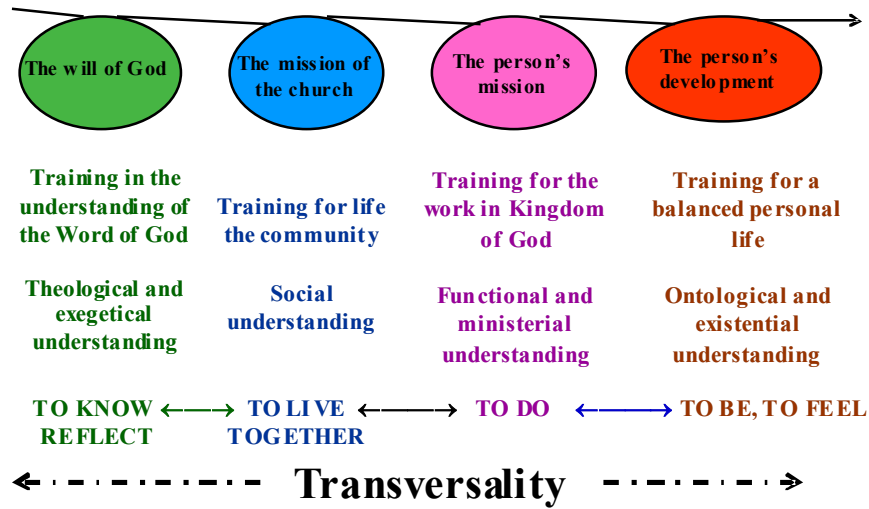 The will of God
The mission of
the church
The person's
mission
The person's
development
Training in the
understanding of
the Word of God
Training for life
the community
Training for the
work in Kingdom
of God
Training for a
balanced personal
life
Theological and
exegetical
understanding
Social
understanding
Functional and
ministerial
understanding
Ontological and
existential
understanding
TO KNOW
REFLECT
TO LIVE
TOGETHER
TO DO
TO BE, TO FEEL
Transversality